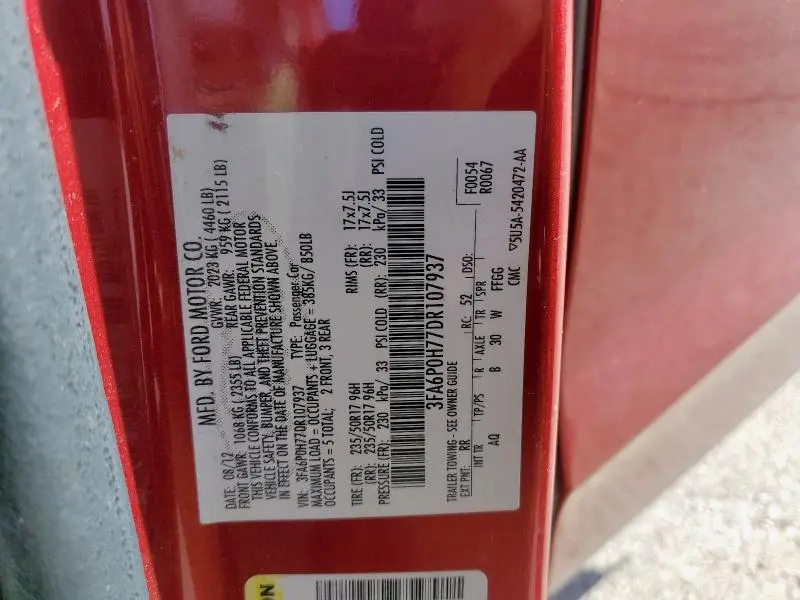 MFD. BY FORD MOTOR CO.
DATE: 08/12 GVWR: 2023 KG ( 4460 LB)
FRONT GAWR: 1068 KG ( 2355 LB) REAR GAWR: 959 KG ( 2115 LB)
THIS VEHICLE CONFORMS TO ALL APPLICABLE FEDERAL MOTOR
VEHICLE SAFETY, BUMPER, AND THEFT PREVENTION STANDARDS
IN EFFECT ON THE DATE OF MANUFACTURE SHOWN ABOVE
VIN: 3FA6P0H77DR107937 TYPE: Passenger Car
MAXIMUM LOAD = OCCUPANTS + LUGGAGE = 385KG/ 850LB
OCCUPANTS = 5 TOTAL; 2 FRONT, 3 REAR
TIRE (FR): 235/50R17 96H RIMS (FR): 17x7.5J
(RR): 235/50R17 96H (RR): 17x7.5J
PRESSURE (FR): 230 kPa/ 33 PSI COLD (RR): 230 kPa/ 33 PSI COLD
3FA6P0H77DR107937
F0054
R0067
TRAILER TOWING - SEE OWNER GUIDE
EXT PNT: RR RC: 52 DSO:
INT TR TP/PS R AXLE TR SPR
AQ B 30 W FFGG
CMC ▽5U5A-5420472-AA
ON